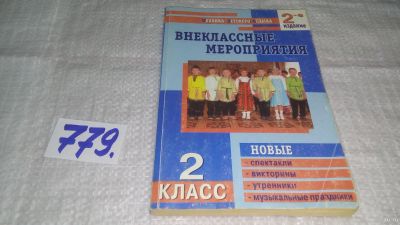 779.
2-е
издание
ВНЕКЛАССНЫЕ
МЕРОПРИЯТИЯ
2
КЛАСС
НОВЫЕ
- спектакли
- викторины
- утренники
- музыкальные праздники